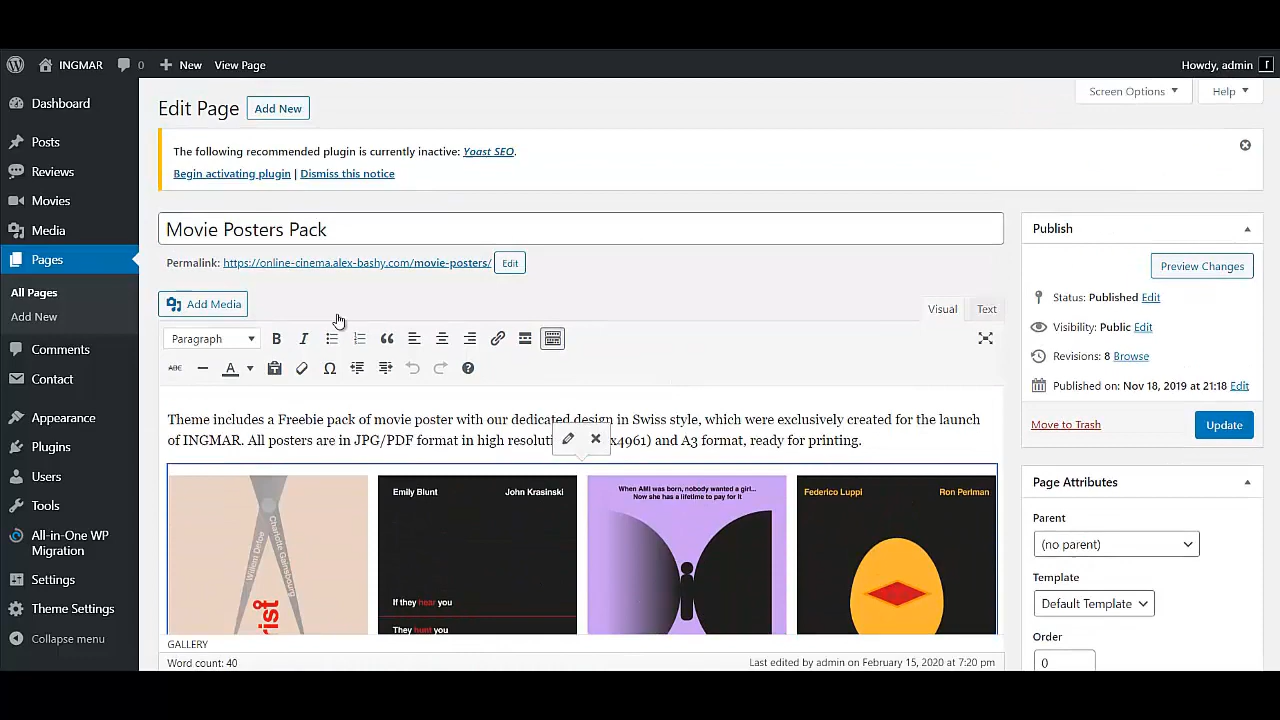 INGMAR 0 New View Page Howdy, admin
Dashboard
Posts
Reviews
Movies
Media
Pages
All Pages
Add New
Comments
Contact
Appearance
Plugins
Users
Tools
All-in-One WP
Migration
Settings
Theme Settings
Collapse menu
Screen Options Help
Edit Page Add New
The following recommended plugin is currently inactive: Yoast SEO.
Begin activating plugin | Dismiss this notice
Movie Posters Pack
Permalink: https://online-cinema.alex-bashy.com/movie-posters/ Edit
Add Media
Visual Text
Paragraph B I
ABC A Ω
Theme includes a Freebie pack of movie poster with our dedicated design in Swiss style, which were exclusively created for the launch
of INGMAR. All posters are in JPG/PDF format in high resoluti x4961) and A3 format, ready for printing.
Willem Dafoe
Charlotte Gainsbourg
rist
Emily Blunt John Krasinski
If they hear you
They hunt you
When AMI was born, nobody wanted a girl...
Now she has a lifetime to pay for it
Federico Luppi Ron Perlman
GALLERY
Word count: 40 Last edited by admin on February 15, 2020 at 7:20 pm
Publish
Preview Changes
Status: Published Edit
Visibility: Public Edit
Revisions: 8 Browse
Published on: Nov 18, 2019 at 21:18 Edit
Move to Trash Update
Page Attributes
Parent
(no parent)
Template
Default Template
Order
0